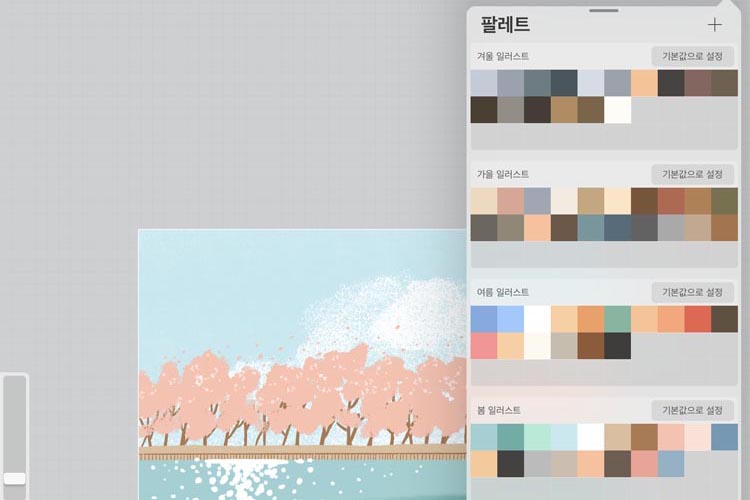 팔레트
겨울 일러스트 기본값으로 설정
가을 일러스트 기본값으로 설정
여름 일러스트 기본값으로 설정
봄 일러스트 기본값으로 설정